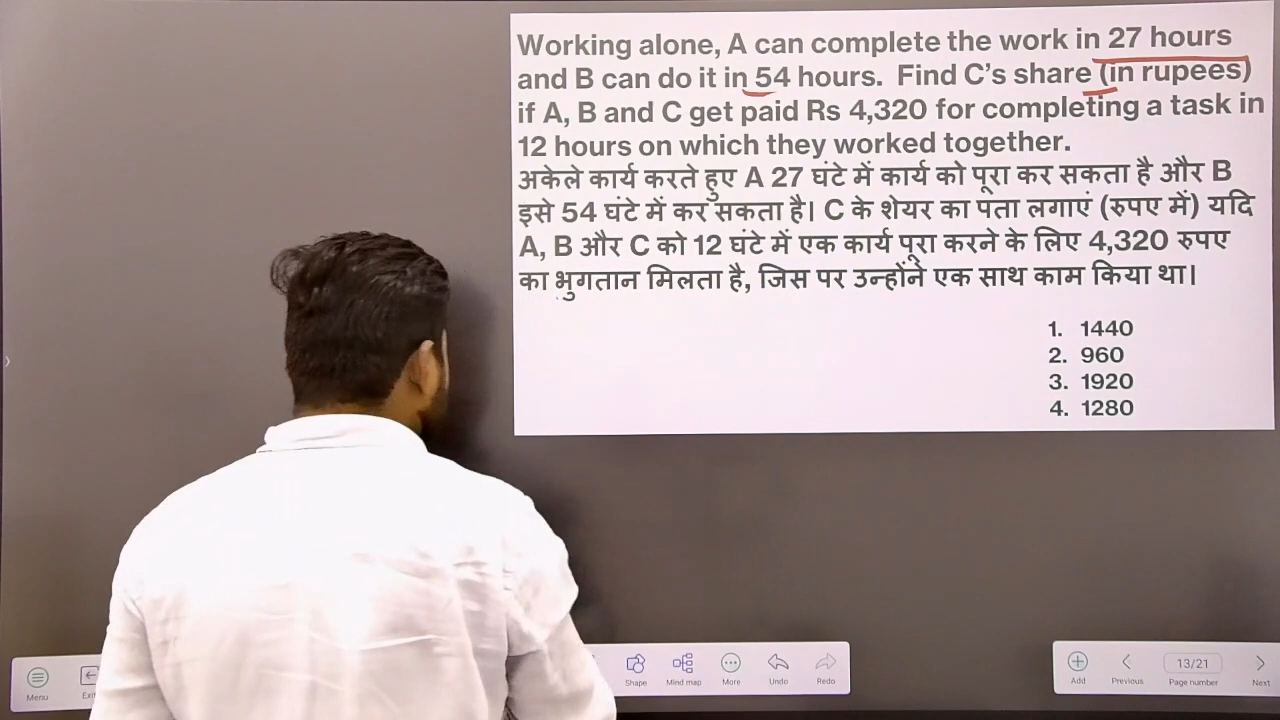 Working alone, A can complete the work in 27 hours
and B can do it in 54 hours. Find C's share (in rupees)
if A, B and C get paid Rs 4,320 for completing a task in
12 hours on which they worked together.
अकेले कार्य करते हुए A 27 घंटे में कार्य को पूरा कर सकता है और B
इसे 54 घंटे में कर सकता है। C के शेयर का पता लगाएं (रुपए में) यदि
A, B और C को 12 घंटे में एक कार्य पूरा करने के लिए 4,320 रुपए
का भुगतान मिलता है, जिस पर उन्होंने एक साथ काम किया था।
1. 1440
2. 960
3. 1920
4. 1280
Menu
Shape
Mind map
More
Undo
Redo
Add
Previous
13/21
Page number
Next